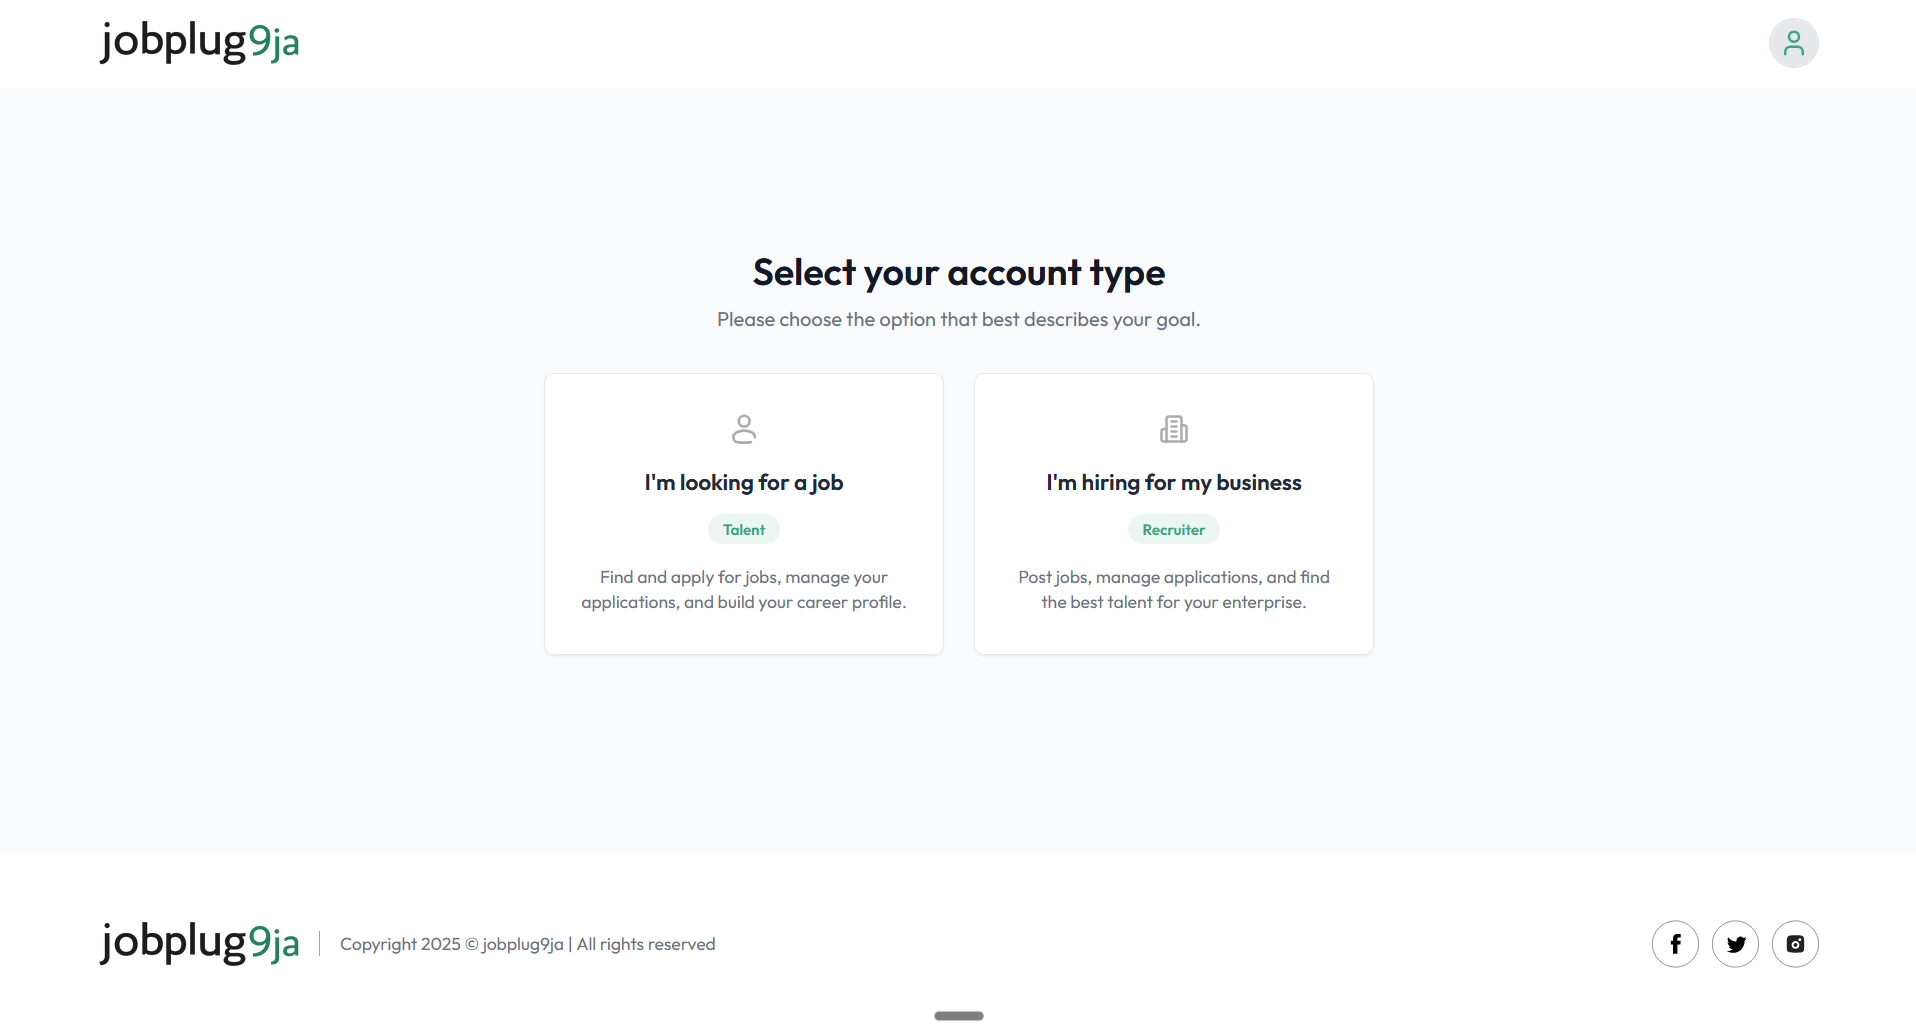 jobplug9ja
Select your account type
Please choose the option that best describes your goal.
I'm looking for a job
Talent
Find and apply for jobs, manage your
applications, and build your career profile.
I'm hiring for my business
Recruiter
Post jobs, manage applications, and find
the best talent for your enterprise.
jobplug9ja
Copyright 2025 © jobplug9ja | All rights reserved